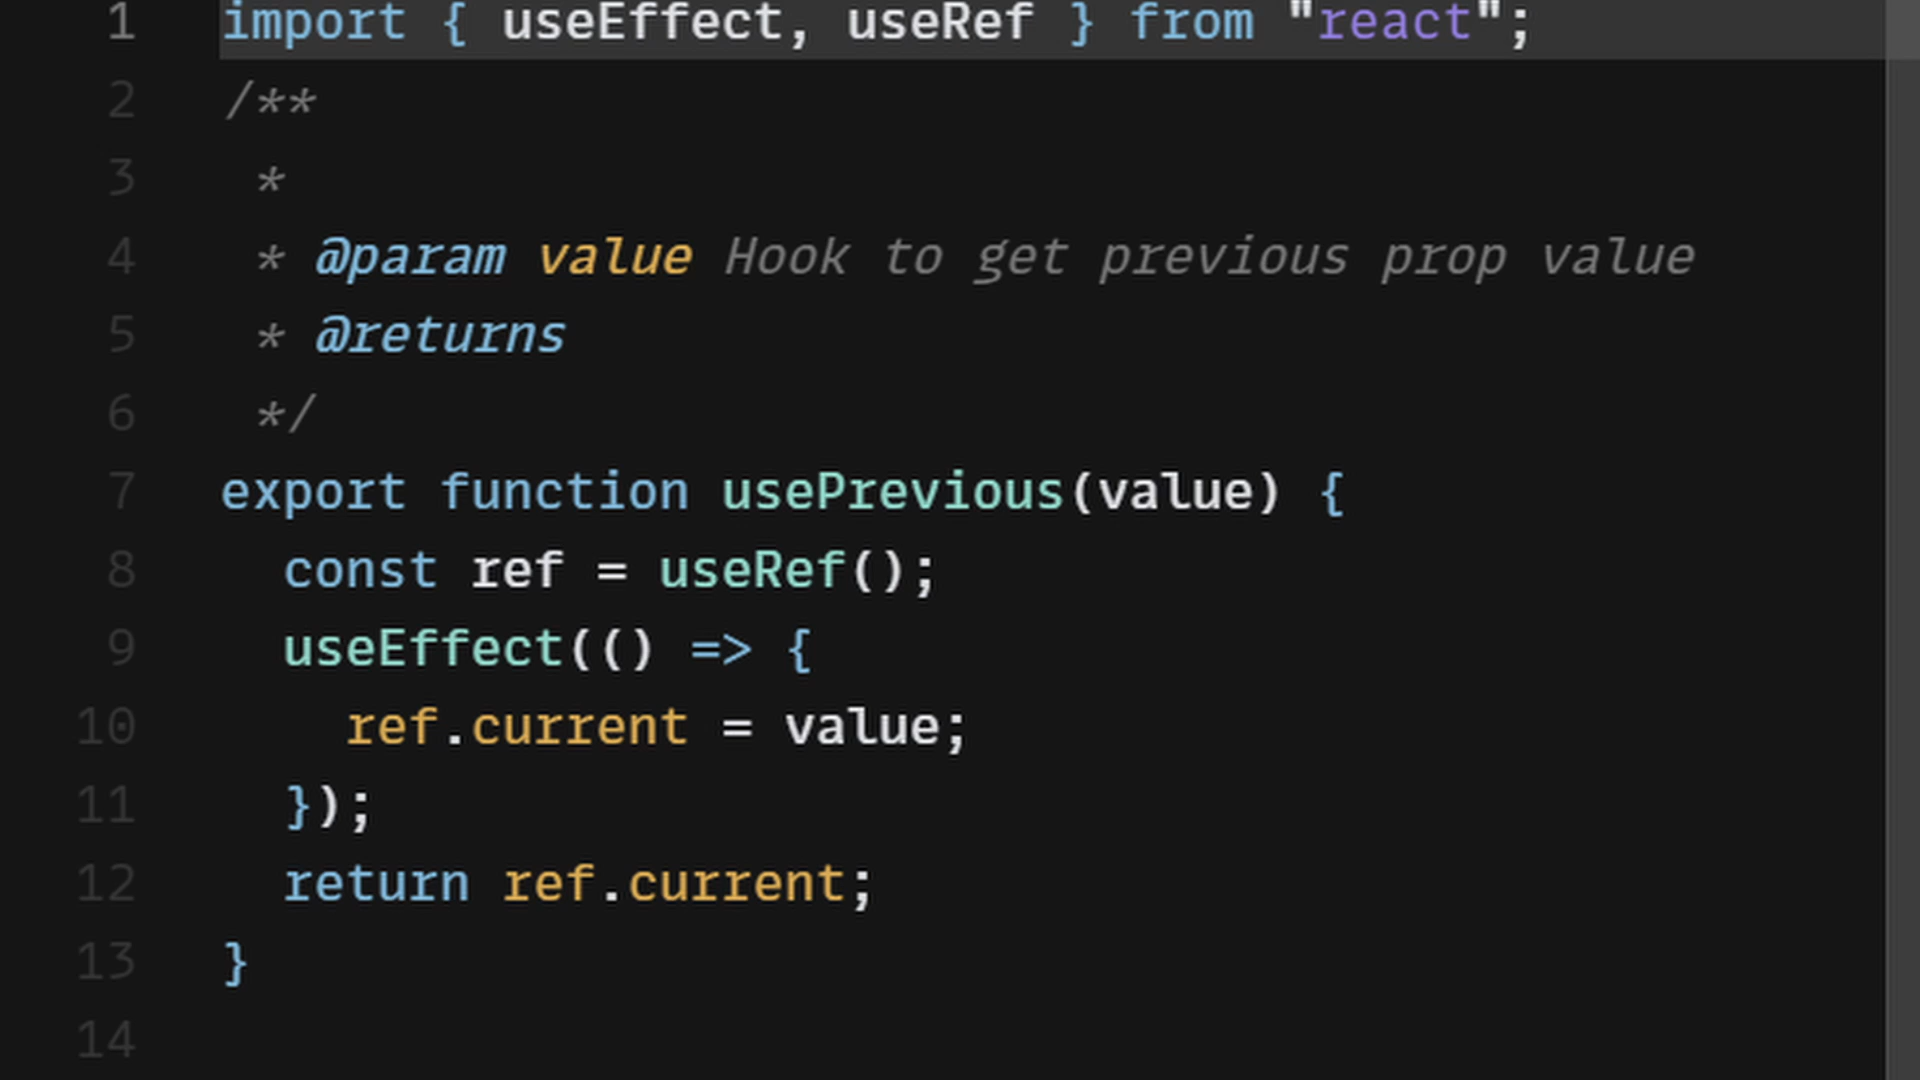 1 import { useEffect, useRef } from "react";
2 /**
3  *
4  * @param value Hook to get previous prop value
5  * @returns
6  */
7 export function usePrevious(value) {
8   const ref = useRef();
9   useEffect(() => {
10     ref.current = value;
11   });
12   return ref.current;
13 }
14